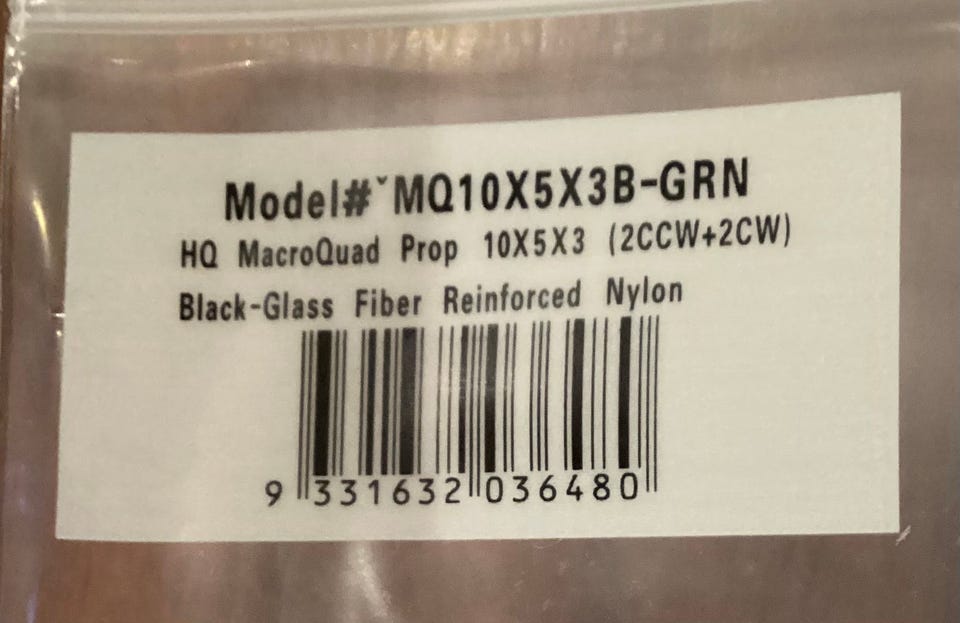 Model#ˇMQ10X5X3B-GRN
HQ MacroQuad Prop 10X5X3 (2CCW+2CW)
Black-Glass Fiber Reinforced Nylon
9 331632 036480